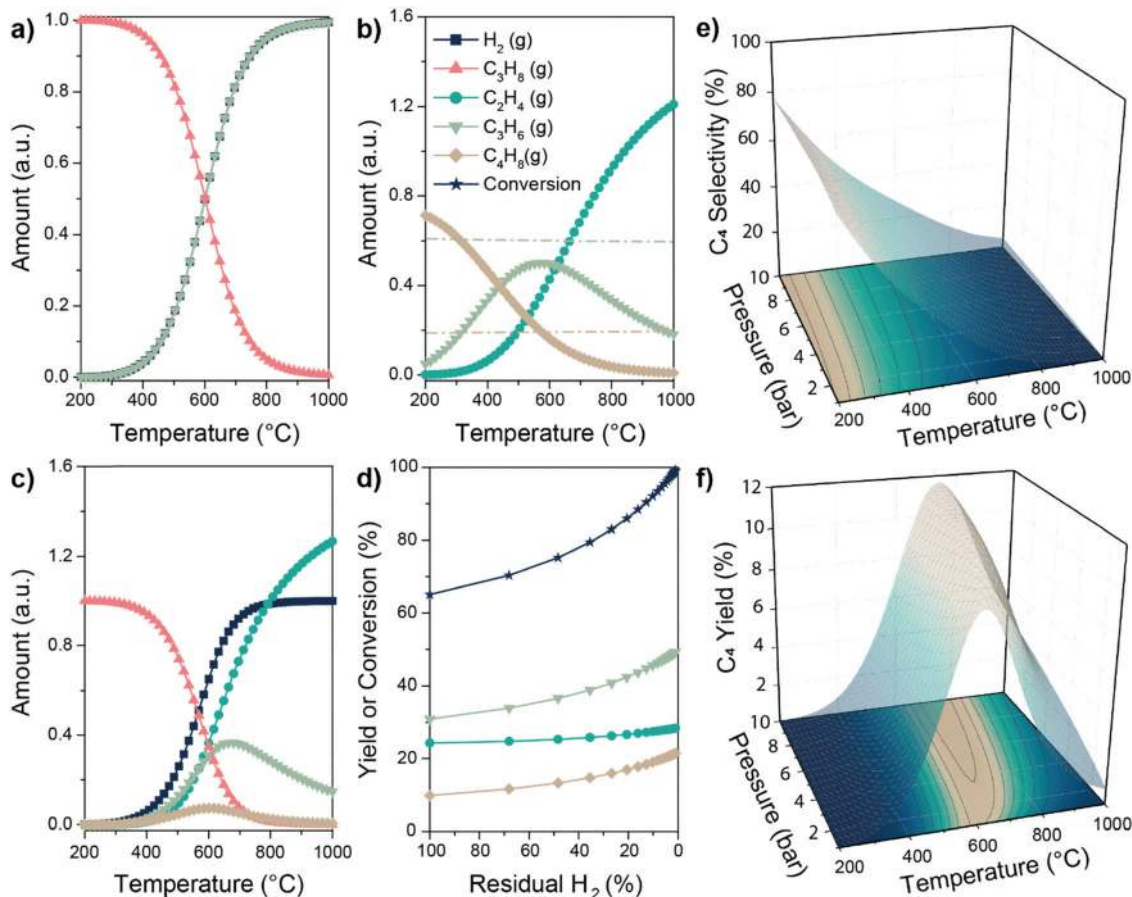 a)
Amount (a.u.)
1.0
0.8
0.6
0.4
0.2
0.0
200 400 600 800 1000
Temperature (°C)
b)
Amount (a.u.)
1.6
1.2
0.8
0.4
0.0
H₂ (g)
C₃H₈ (g)
C₂H₄ (g)
C₃H₆ (g)
C₄H₈(g)
Conversion
200 400 600 800 1000
Temperature (°C)
e)
C₄ Selectivity (%)
100
80
60
40
20
10
8
6
4
2
Pressure (bar)
200 400 600 800 1000
Temperature (°C)
c)
Amount (a.u.)
1.6
1.2
0.8
0.4
0.0
200 400 600 800 1000
Temperature (°C)
d)
Yield or Conversion (%)
100
80
60
40
20
0
100 80 60 40 20 0
Residual H₂ (%)
f)
C₄ Yield (%)
12
10
8
6
4
2
10
8
6
4
2
Pressure (bar)
200 400 600 800 1000
Temperature (°C)